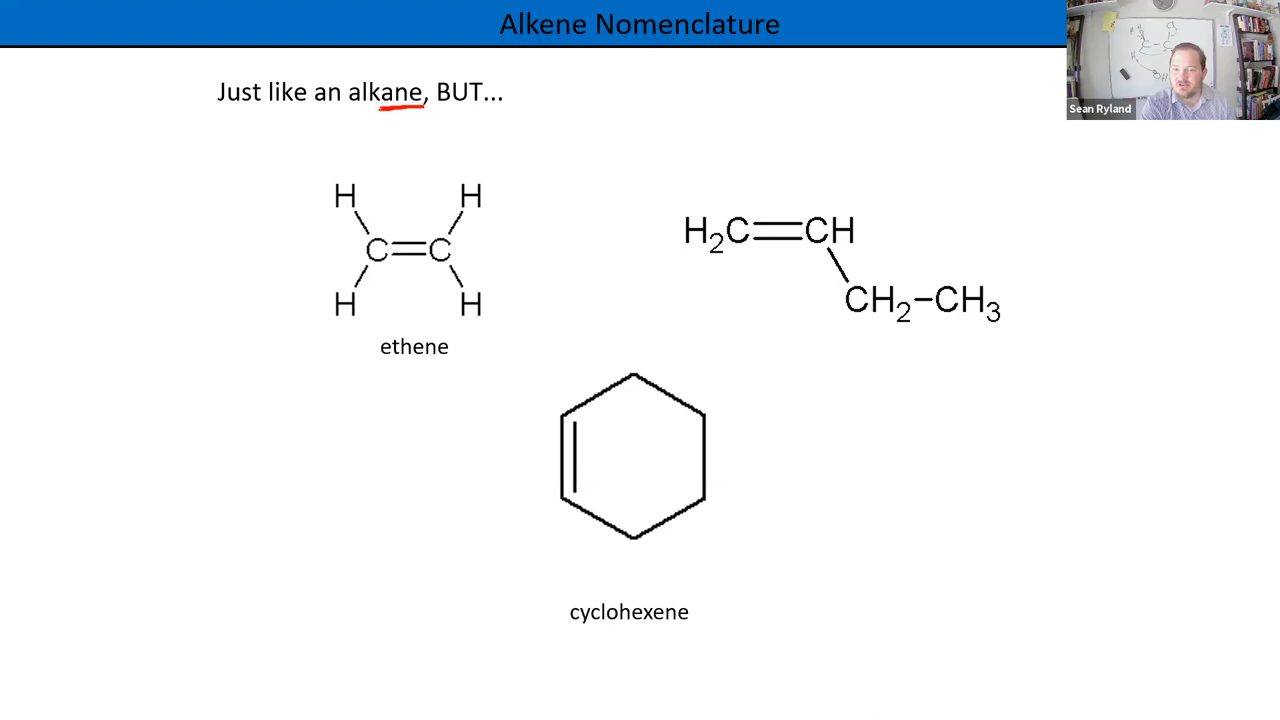 Alkene Nomenclature
Sean Ryland
Just like an alkane, BUT...
H H
C=C
H H
ethene
H₂C=CH
CH₂-CH₃
cyclohexene